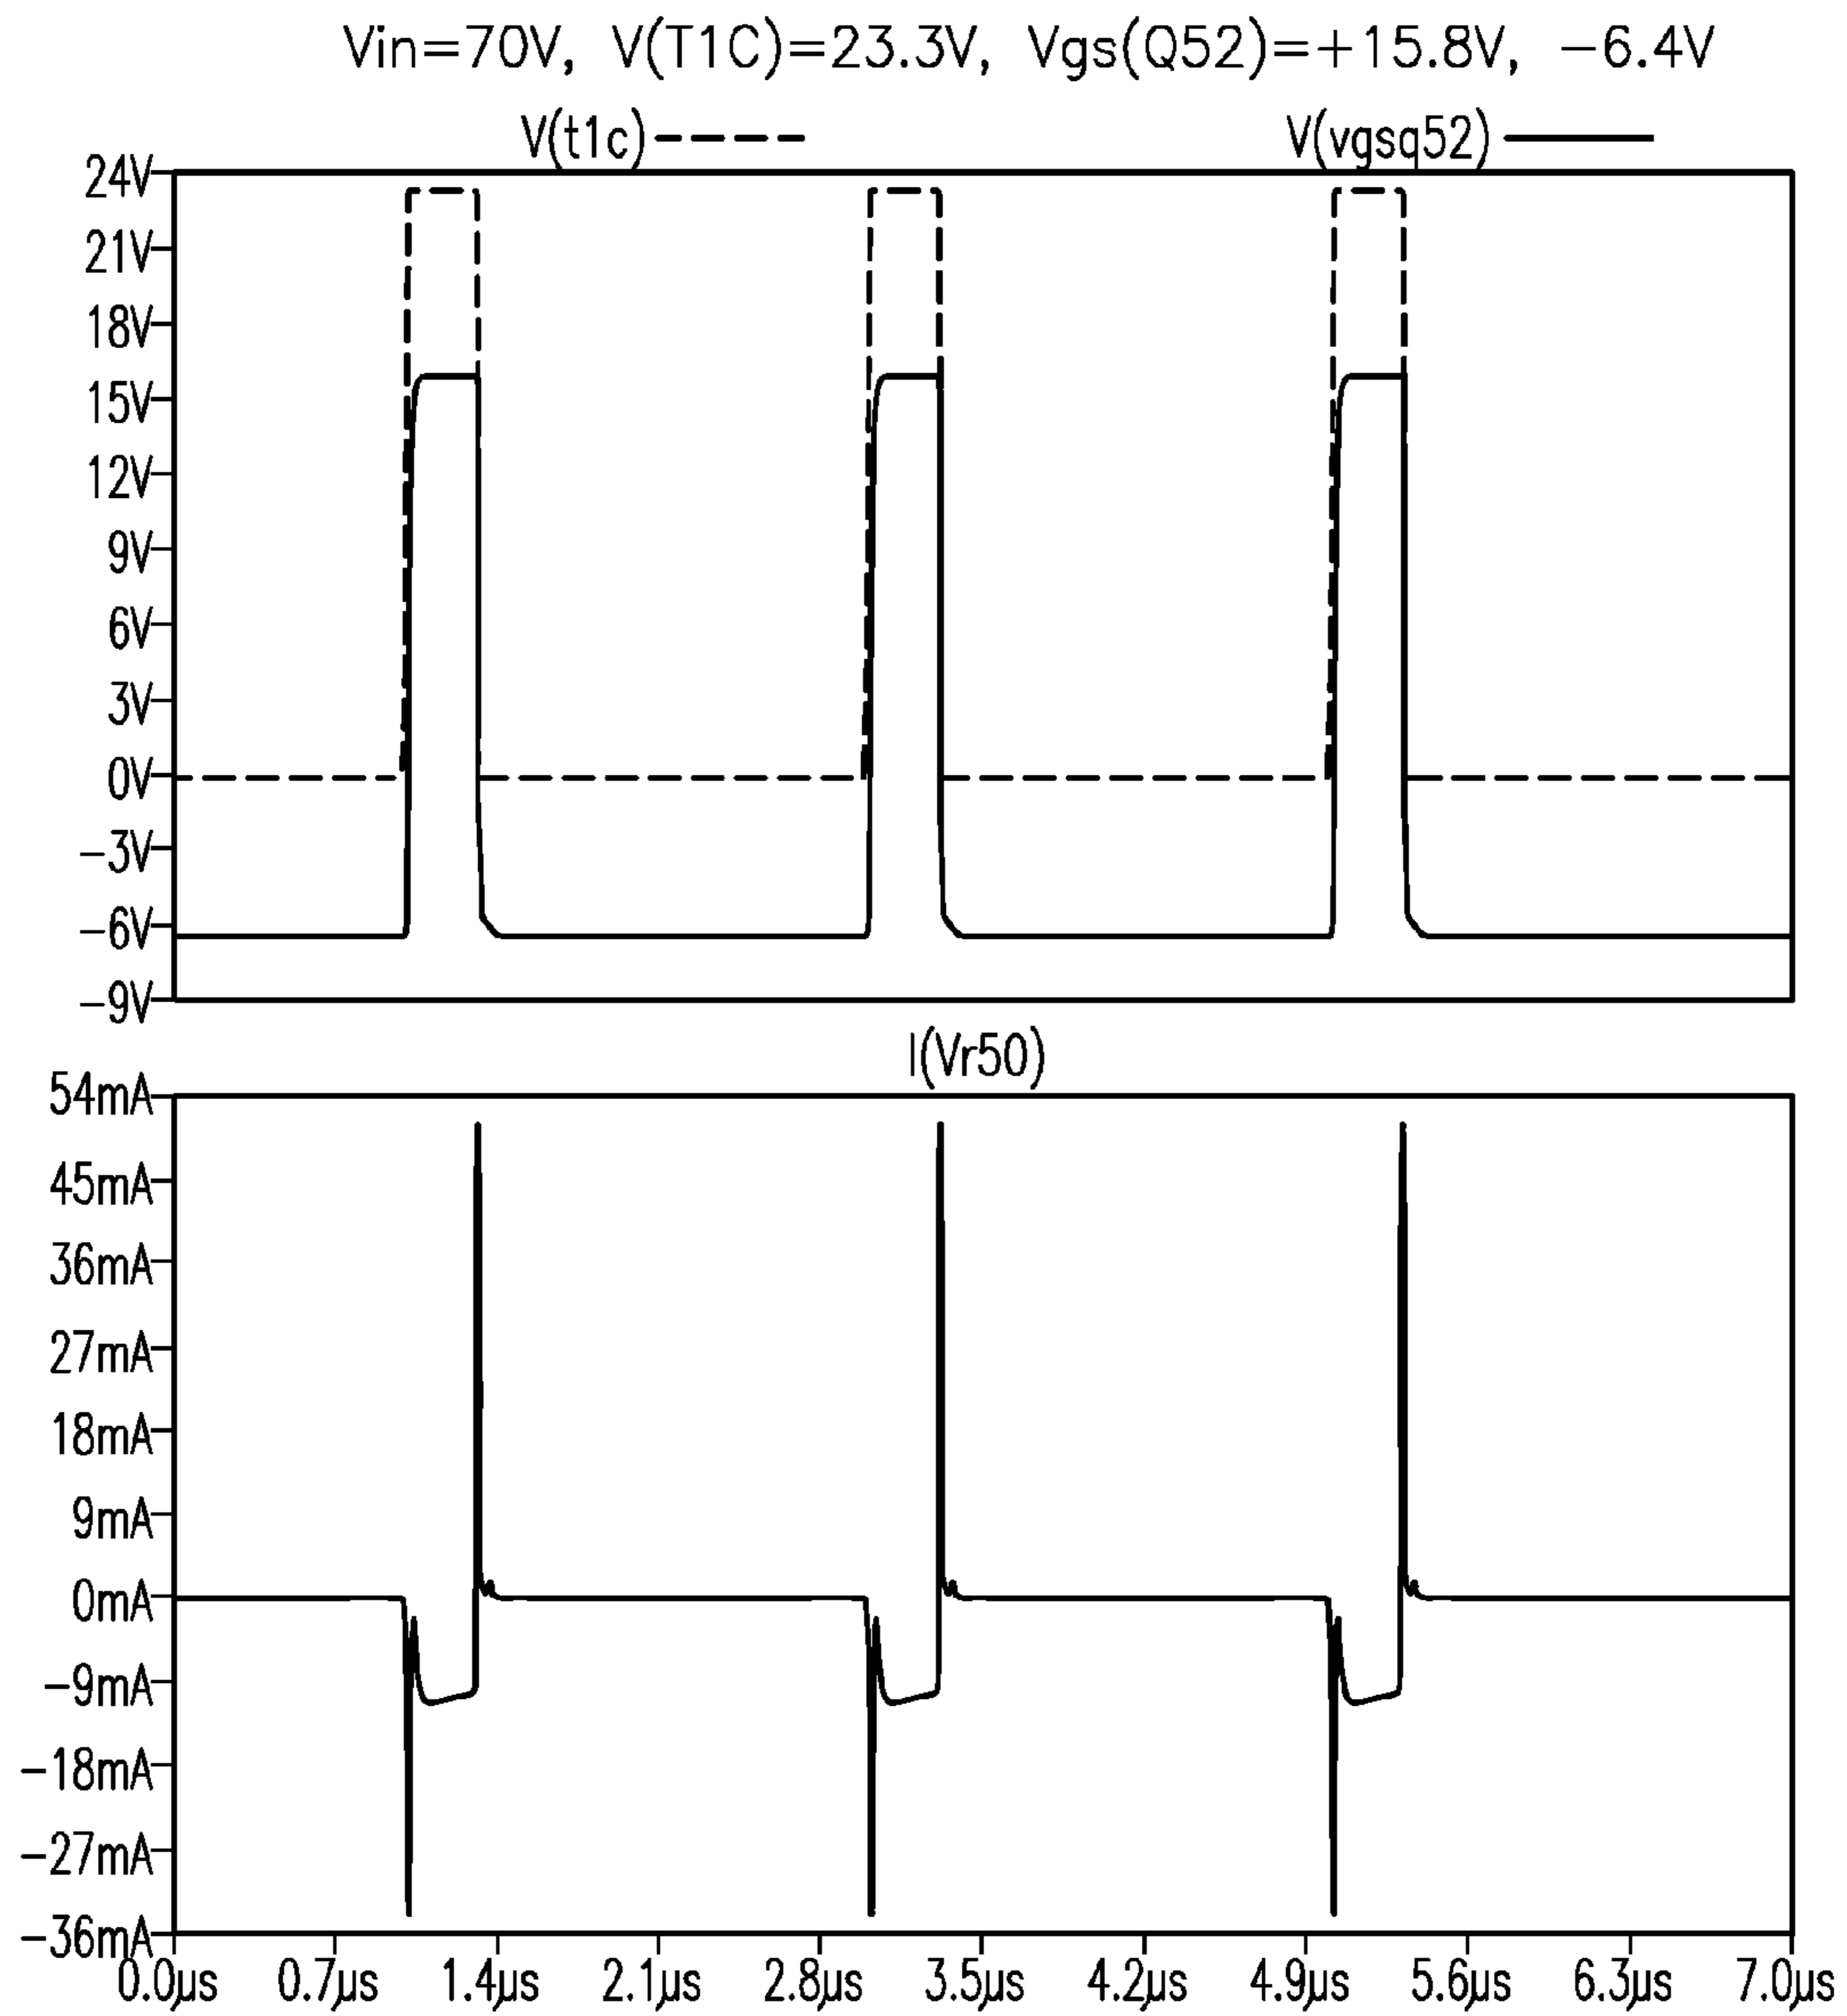 Vin=70V, V(T1C)=23.3V, Vgs(Q52)=+15.8V, −6.4V
V(t1c) V(vgsq52)
24V
21V
18V
15V
12V
9V
6V
3V
0V
−3V
−6V
−9V
I(Vr50)
54mA
45mA
36mA
27mA
18mA
9mA
0mA
−9mA
−18mA
−27mA
−36mA
0.0µs 0.7µs 1.4µs 2.1µs 2.8µs 3.5µs 4.2µs 4.9µs 5.6µs 6.3µs 7.0µs